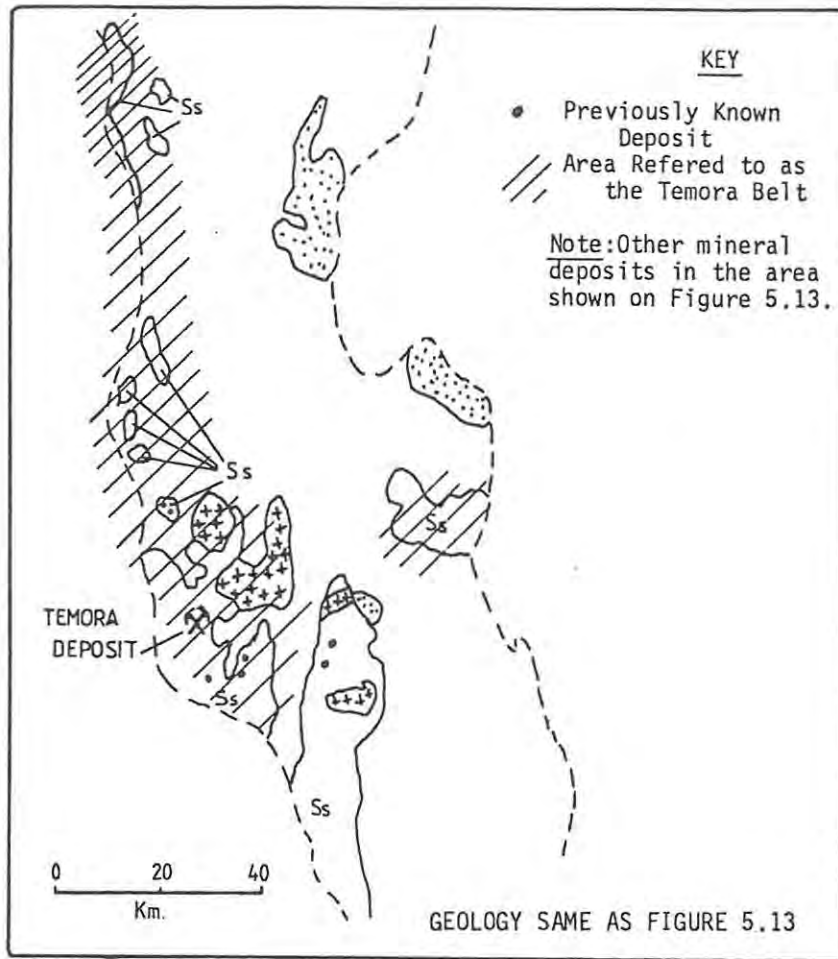 KEY
Previously Known
Deposit
Area Refered to as
the Temora Belt
Note:Other mineral
deposits in the area
shown on Figure 5.13.
Ss
Ss
Ss
TEMORA
DEPOSIT
Ss
Ss
0 20 40
Km.
GEOLOGY SAME AS FIGURE 5.13